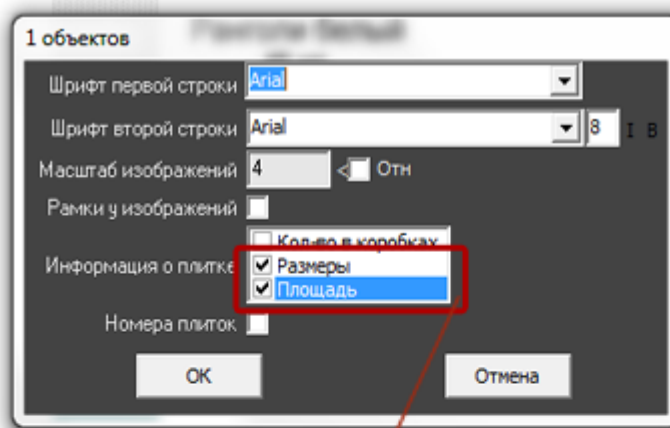 1 объектов
Шрифт первой строки Arial
Шрифт второй строки Arial 8 I B
Масштаб изображений 4 < Отн
Рамки у изображений
Кол-во в коробках
Информация о плитке Размеры
Площадь
Номера плиток
OK Отмена